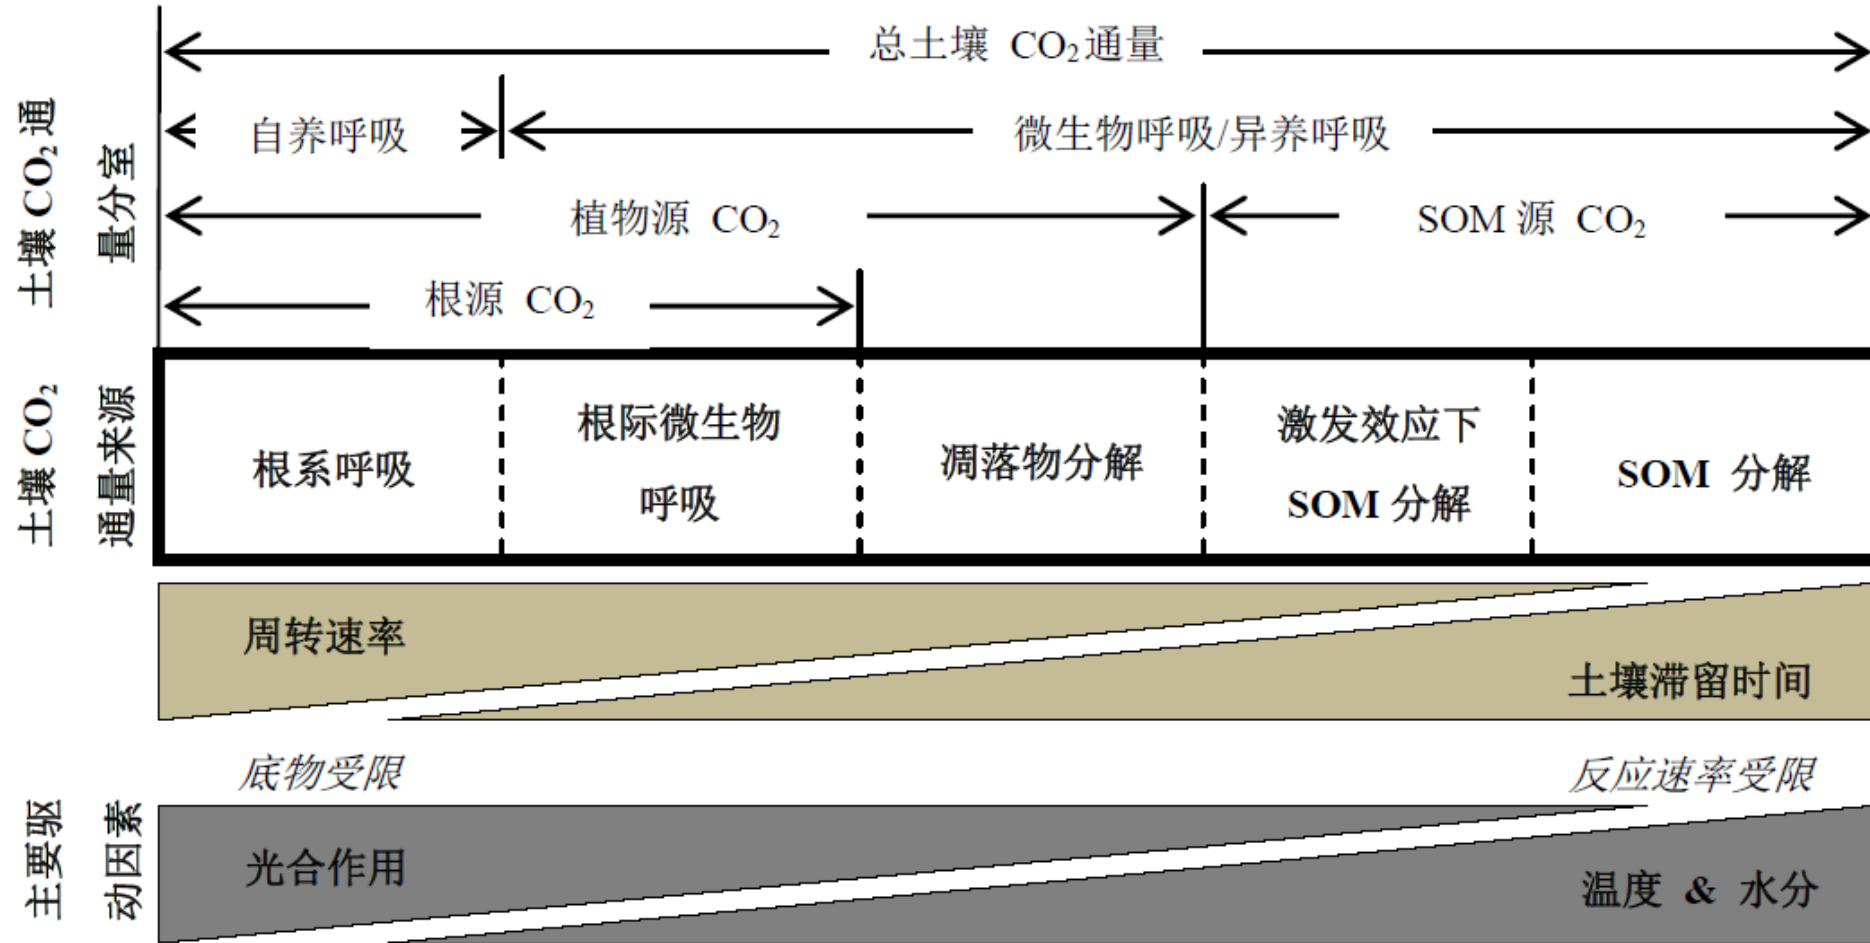 总土壤 CO₂通量
土壤 CO₂通
量分室
自养呼吸
微生物呼吸/异养呼吸
植物源 CO₂
SOM 源 CO₂
根源 CO₂
土壤 CO₂
通量来源
根系呼吸
根际微生物
呼吸
凋落物分解
激发效应下
SOM 分解
SOM 分解
周转速率
土壤滞留时间
底物受限
反应速率受限
主要驱
动因素
光合作用
温度 & 水分